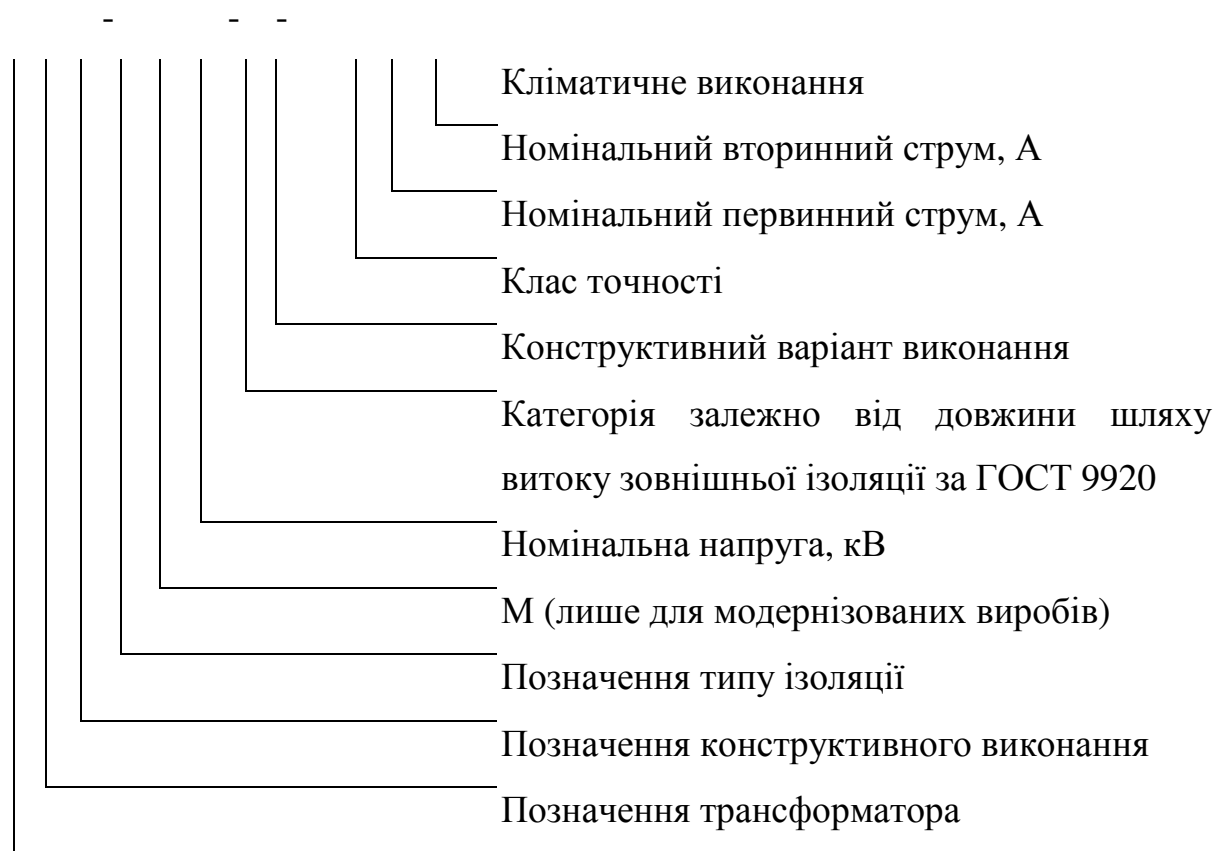 - - -
Кліматичне виконання
Номінальний вторинний струм, А
Номінальний первинний струм, А
Клас точності
Конструктивний варіант виконання
Категорія залежно від довжини шляху
витоку зовнішньої ізоляції за ГОСТ 9920
Номінальна напруга, кВ
М (лише для модернізованих виробів)
Позначення типу ізоляції
Позначення конструктивного виконання
Позначення трансформатора